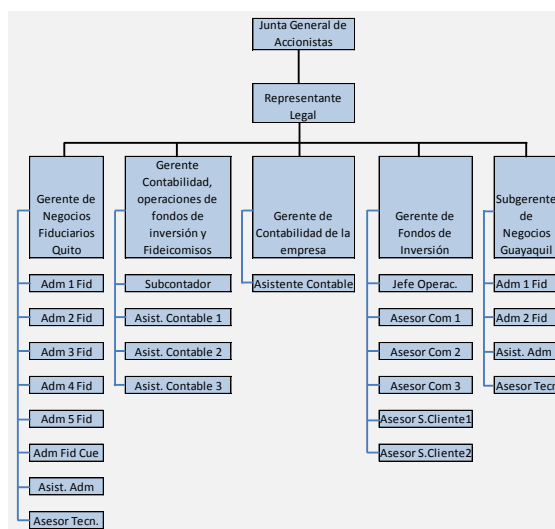 Junta General de
Accionistas
Representante
Legal
Gerente de
Negocios
Fiduciarios
Quito
Gerente
Contabilidad,
operaciones de
fondos de
inversión y
Fideicomisos
Gerente de
Contabilidad de la
empresa
Gerente de
Fondos de
Inversión
Subgerente
de
Negocios
Guayaquil
Adm 1 Fid
Adm 2 Fid
Adm 3 Fid
Adm 4 Fid
Adm 5 Fid
Adm Fid Cue
Asist. Adm
Asesor Tecn.
Subcontador
Asist. Contable 1
Asist. Contable 2
Asist. Contable 3
Asistente Contable
Jefe Operac.
Asesor Com 1
Asesor Com 2
Asesor Com 3
Asesor S.Cliente1
Asesor S.Cliente2
Adm 1 Fid
Adm 2 Fid
Asist. Adm
Asesor Tecn